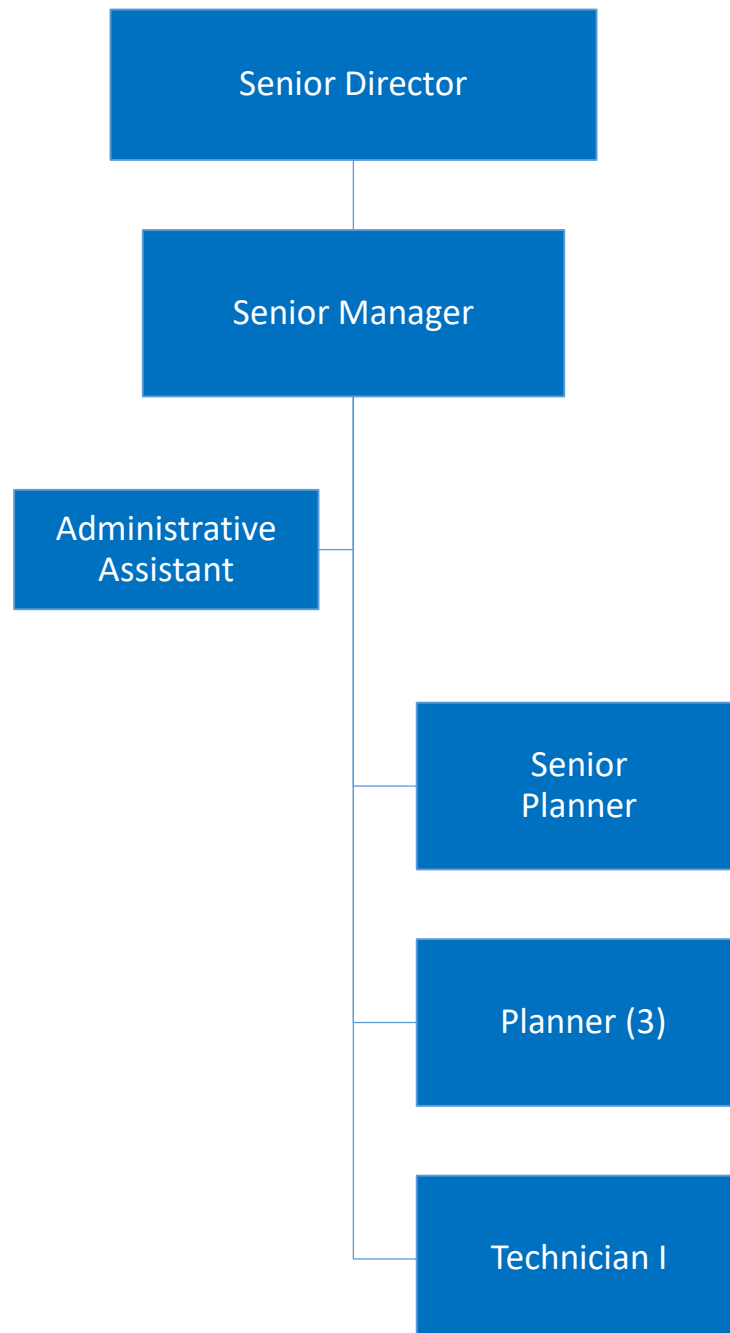 Senior Director
Senior Manager
Administrative
Assistant
Senior
Planner
Planner (3)
Technician I